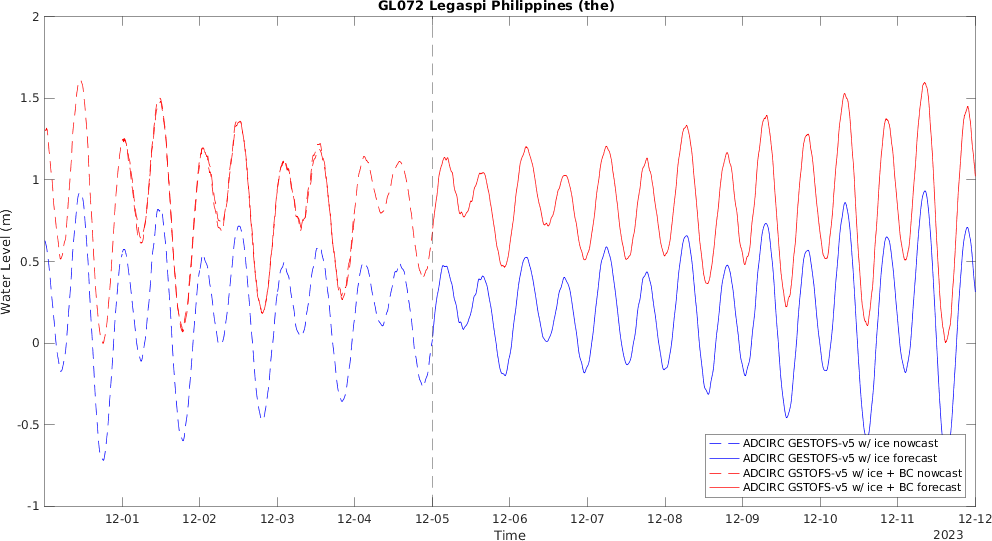 GL072 Legaspi Philippines (the)
2
1.5
1
0.5
0
-0.5
-1
Water Level (m)
12-01 12-02 12-03 12-04 12-05 12-06 12-07 12-08 12-09 12-10 12-11 12-12
Time
2023
ADCIRC GESTOFS-v5 w/ ice nowcast
ADCIRC GESTOFS-v5 w/ ice forecast
ADCIRC GSTOFS-v5 w/ ice + BC nowcast
ADCIRC GSTOFS-v5 w/ ice + BC forecast